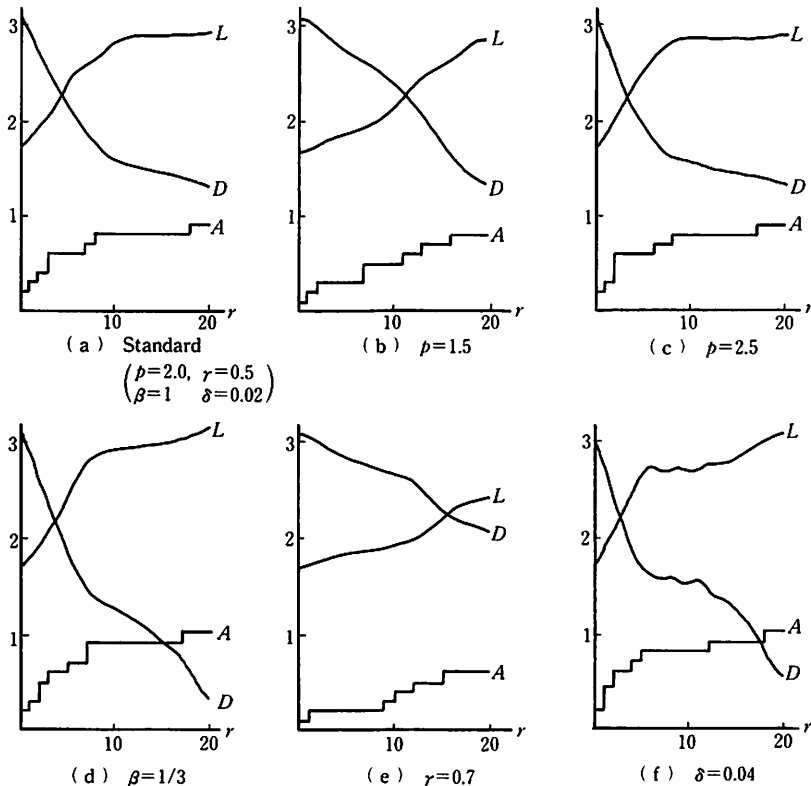 3
2
1
L
D
A
10
20
r
(a) Standard
(p=2.0, γ=0.5
β=1 δ=0.02)
3
2
1
L
D
A
10
20
r
(b) p=1.5
3
2
1
L
D
A
10
20
r
(c) p=2.5
3
2
1
L
A
D
10
20
r
(d) β=1/3
3
2
1
L
D
A
10
20
r
(e) γ=0.7
3
2
1
L
A
D
10
20
r
(f) δ=0.04